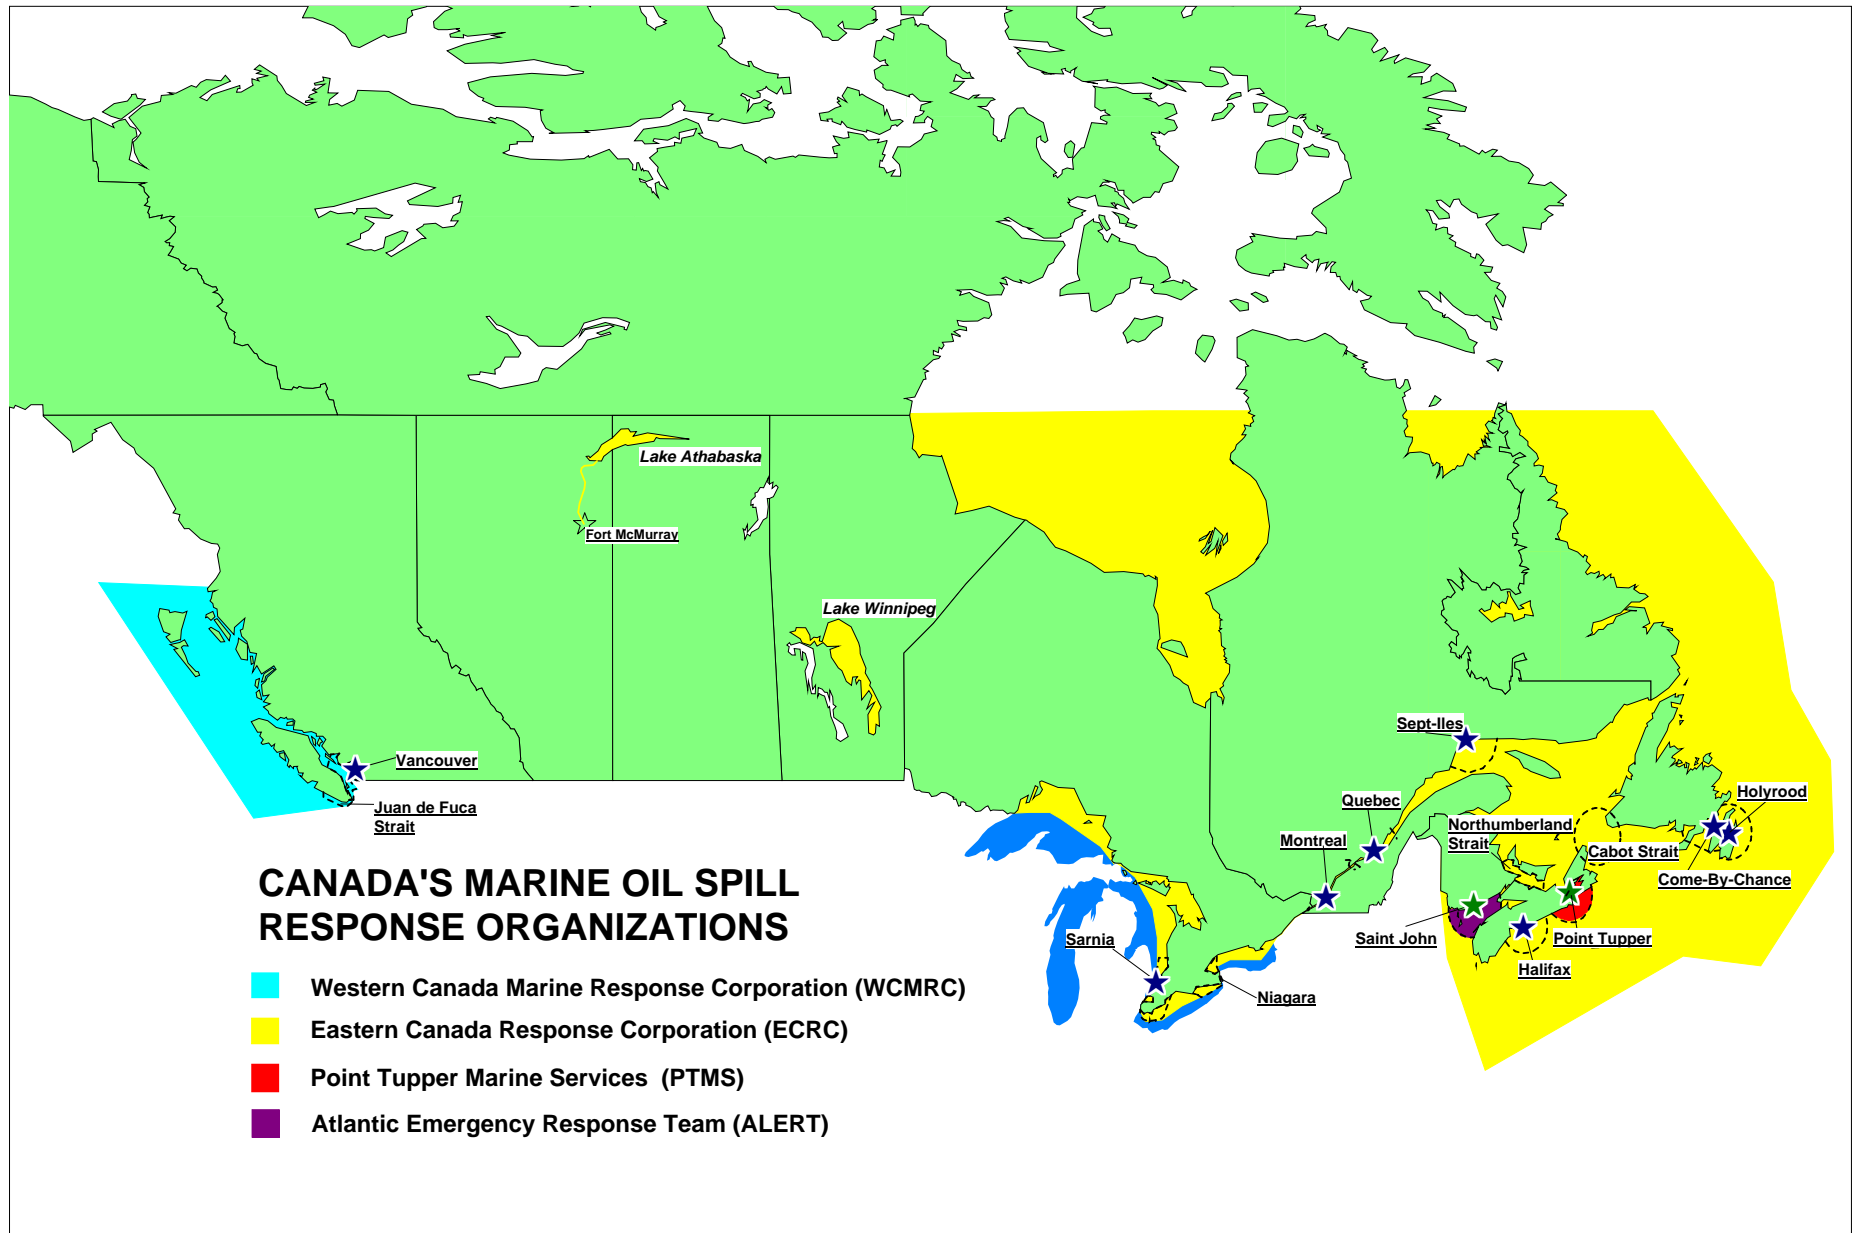 Lake Athabaska
Fort McMurray
Lake Winnipeg
Vancouver
Juan de Fuca
Strait
Sept-Iles
Quebec
Montreal
Northumberland
Strait
Holyrood
Cabot Strait
Come-By-Chance
Sarnia
Saint John
Point Tupper
Halifax
Niagara
CANADA'S MARINE OIL SPILL
RESPONSE ORGANIZATIONS
Western Canada Marine Response Corporation (WCMRC)
Eastern Canada Response Corporation (ECRC)
Point Tupper Marine Services (PTMS)
Atlantic Emergency Response Team (ALERT)